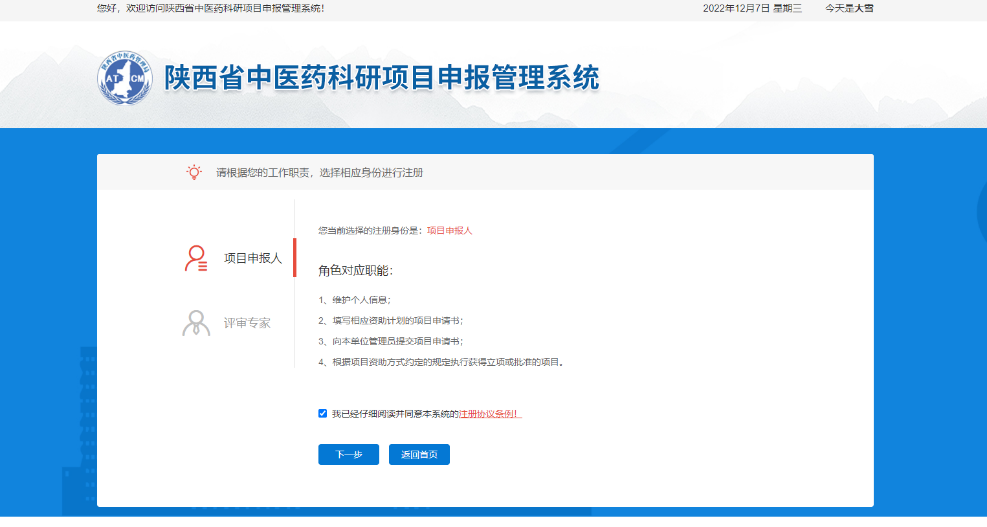 您好，欢迎访问陕西省中医药科研项目申报管理系统！
2022年12月7日 星期三 今天是大雪
陕西省中医药管理局
ATCM
陕西省中医药科研项目申报管理系统
请根据您的工作职责，选择相应身份进行注册
项目申报人
评审专家
您当前选择的注册身份是：项目申报人
角色对应职能：
1、维护个人信息；
2、填写相应资助计划的项目申请书；
3、向本单位管理员提交项目申请书；
4、根据项目资助方式约定的规定执行获得立项或批准的项目。
我已经仔细阅读并同意本系统的注册协议条例！
下一步 返回首页